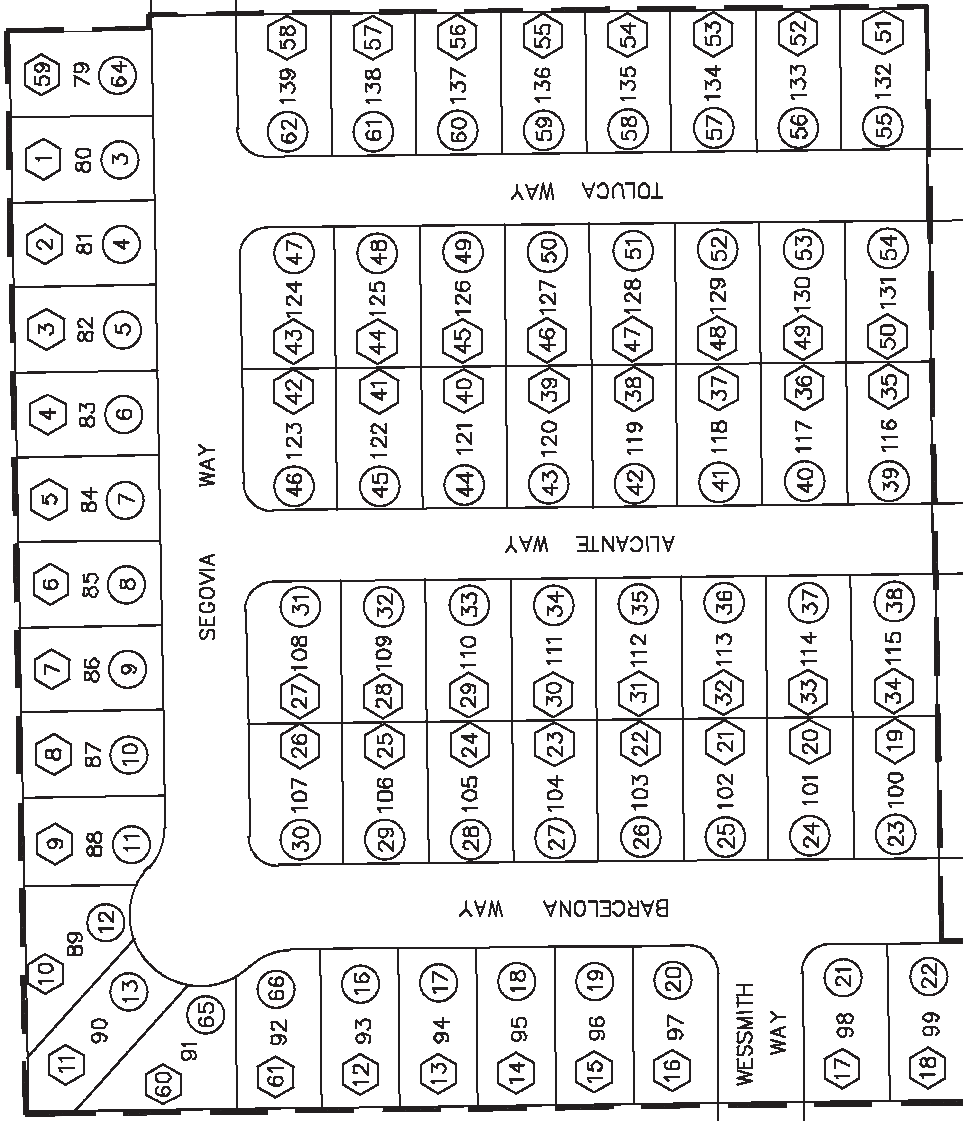 59 79 64
1 80 3
2 81 4
3 82 5
4 83 6
5 84 7
6 85 8
7 86 9
8 87 10
9 88 11
10 89 12
11 90 13
60 91 65
61 92 66
12 93 16
13 94 17
14 95 18
15 96 19
16 97 20
17 98 21
18 99 22
SEGOVIA WAY
62 139 58
61 138 57
60 137 56
59 136 55
58 135 54
57 134 53
56 133 52
55 132 51
TOLUCA WAY
46 123 42 43 124 47
45 122 41 44 125 48
44 121 40 45 126 49
43 120 39 46 127 50
42 119 38 47 128 51
41 118 37 48 129 52
40 117 36 49 130 53
39 116 35 50 131 54
ALICANTE WAY
30 107 26 27 108 31
29 106 25 28 109 32
28 105 24 29 110 33
27 104 23 30 111 34
26 103 22 31 112 35
25 102 21 32 113 36
24 101 20 33 114 37
23 100 19 34 115 38
BARCELONA WAY
WESSMITH
WAY